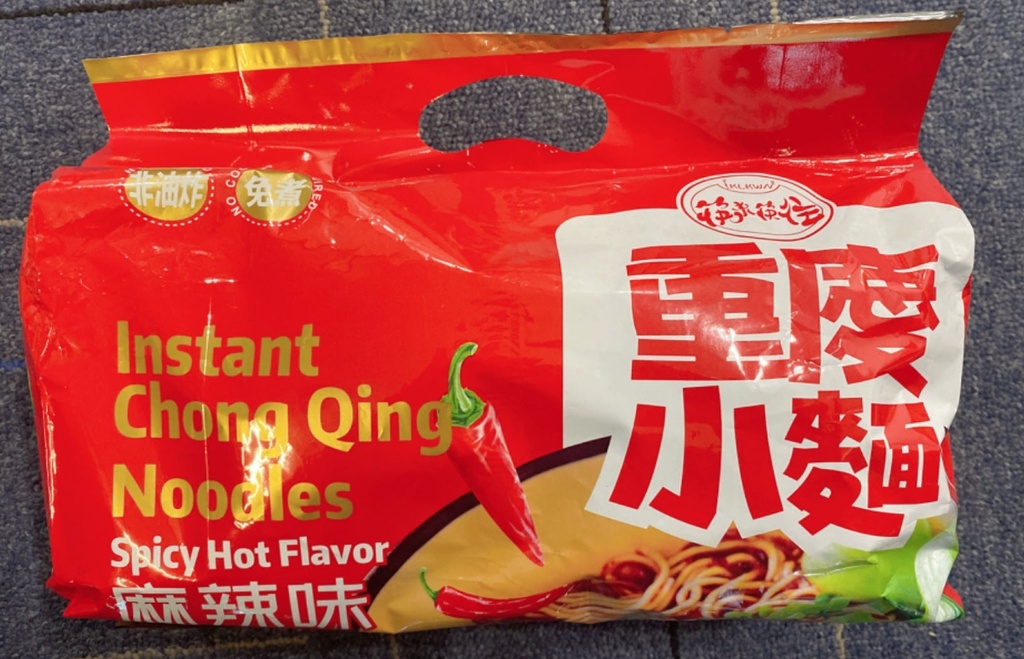 非油炸
免煮
重慶
小麵
Instant
Chong Qing
Noodles
Spicy Hot Flavor
麻辣味